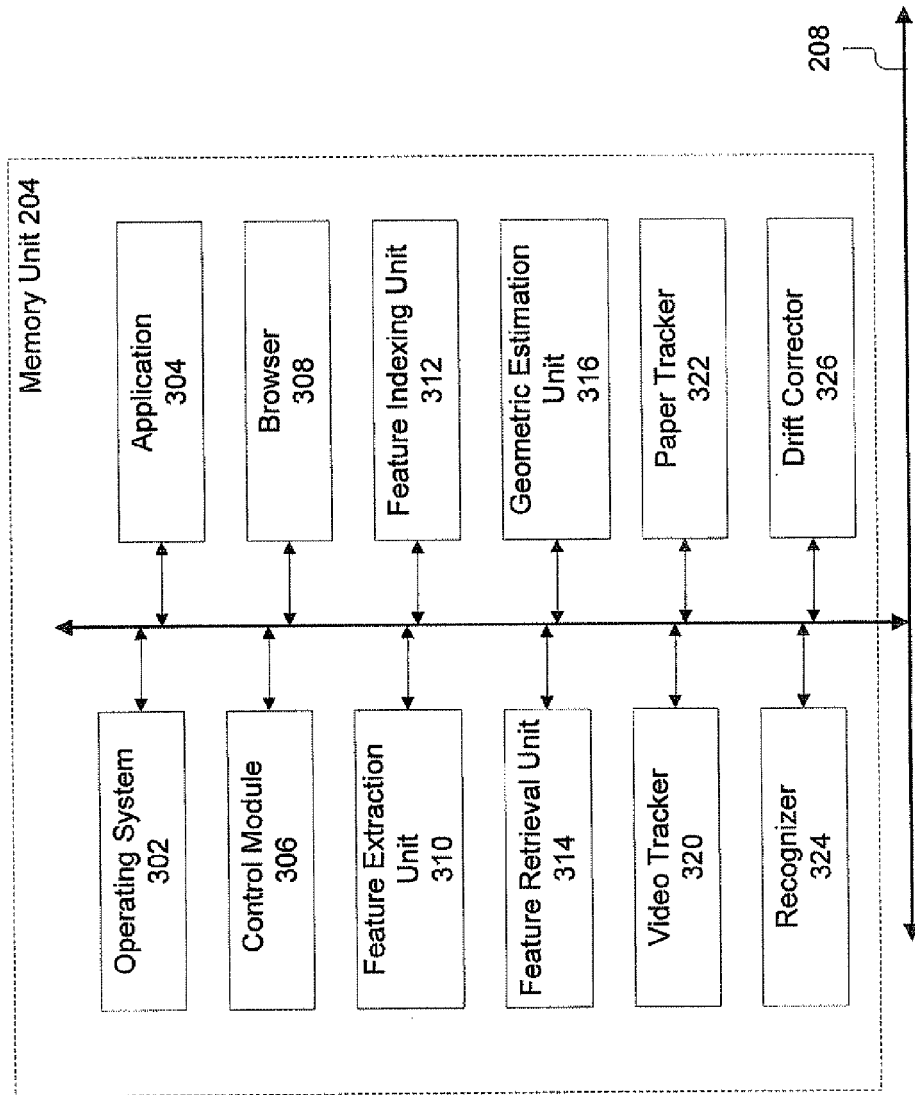 Memory Unit 204
Operating System
302
Application
304
Control Module
306
Browser
308
Feature Extraction
Unit
310
Feature Indexing Unit
312
Feature Retrieval Unit
314
Geometric Estimation
Unit
316
Video Tracker
320
Paper Tracker
322
Recognizer
324
Drift Corrector
326
208